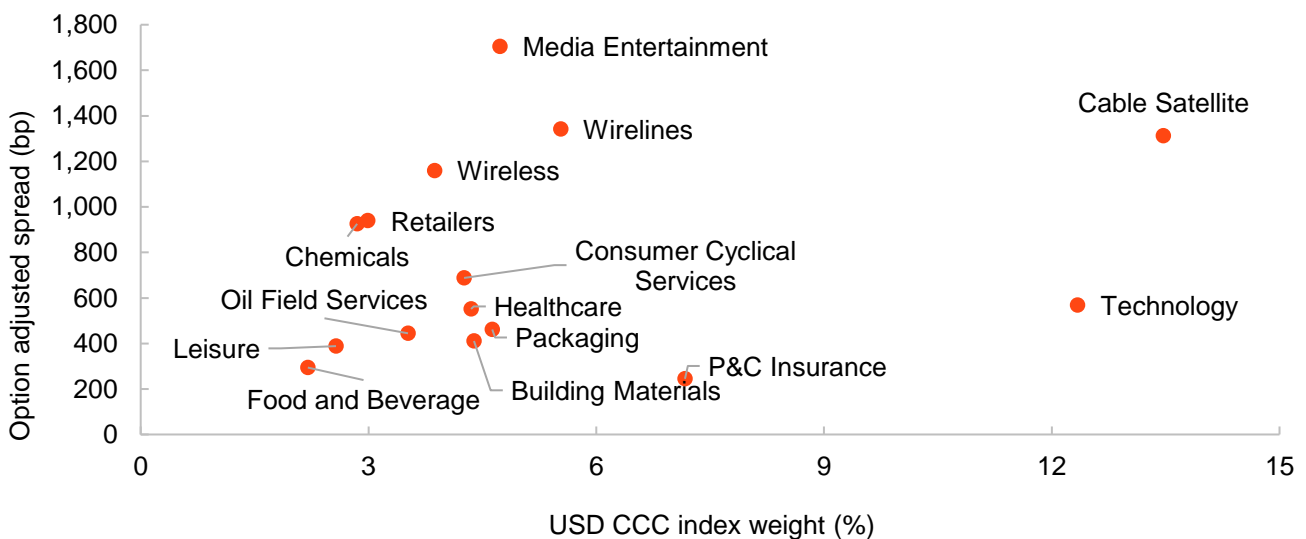 Option adjusted spread (bp)
1,800
1,600
1,400
1,200
1,000
800
600
400
200
0
Media Entertainment
Cable Satellite
Wirelines
Wireless
Retailers
Chemicals
Consumer Cyclical
Services
Oil Field Services
Healthcare
Technology
Packaging
Leisure
P&C Insurance
Building Materials
Food and Beverage
0
3
6
9
12
15
USD CCC index weight (%)